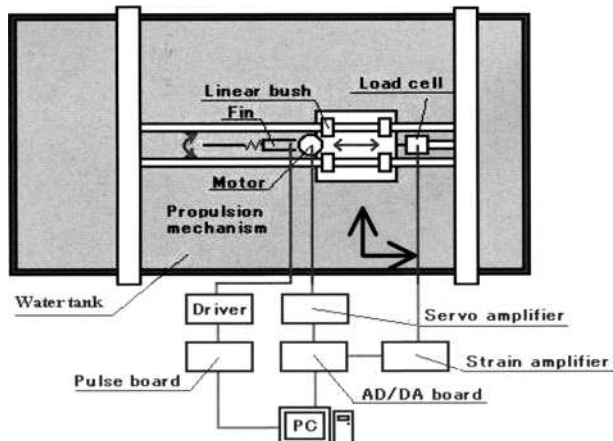 Load cell
Linear bush
Fin
Motor
Propulsion
mechanism
Water tank
Driver
Servo amplifier
Pulse board
Strain amplifier
AD/DA board
PC